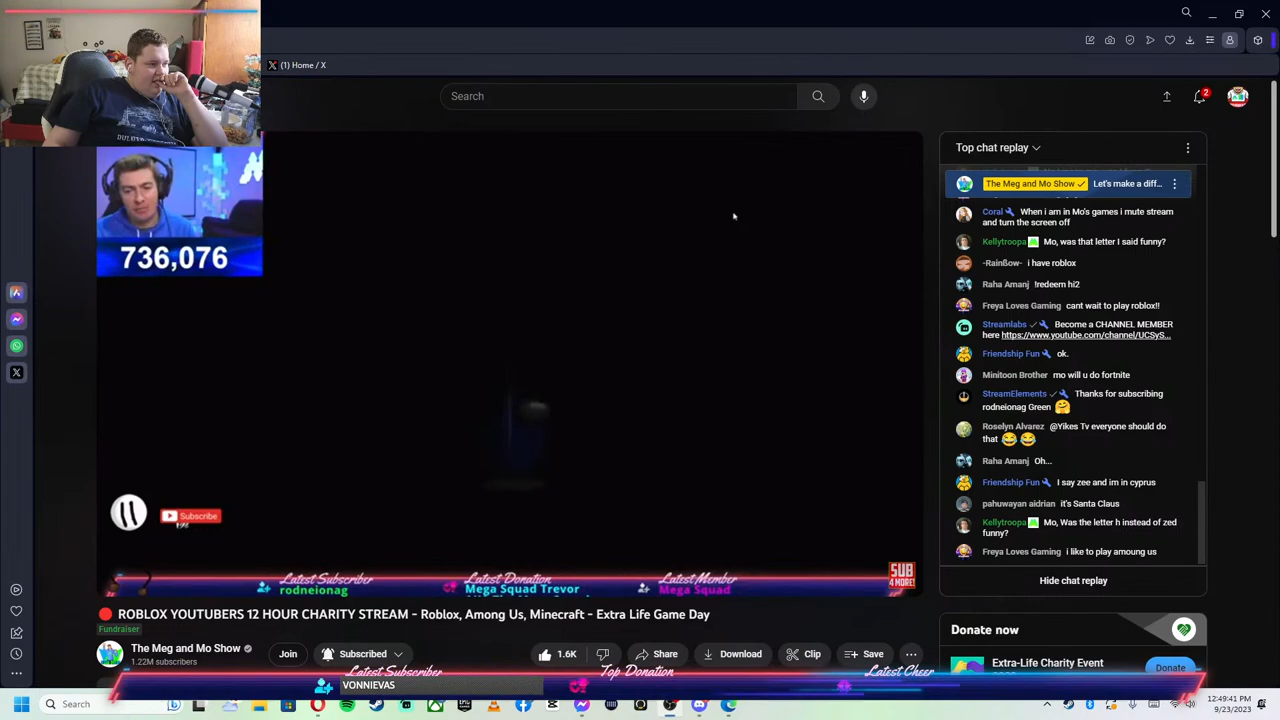 (1) Home / X
Search
2
Top chat replay
The Meg and Mo Show Let's make a diff...
Coral When i am in Mo's games i mute stream
and turn the screen off
Kellytroopa Mo, was that letter I said funny?
-RainBow- i have roblox
Raha Amanj !redeem hi2
Freya Loves Gaming cant wait to play roblox!!
Streamlabs Become a CHANNEL MEMBER
here https://www.youtube.com/channel/UCSyS...
Friendship Fun ok.
Minitoon Brother mo will u do fortnite
StreamElements Thanks for subscribing
rodneionag Green
Roselyn Alvarez @Yikes Tv everyone should do
that
Raha Amanj Oh...
Friendship Fun I say zee and im in cyprus
pahuwayan aidrian it's Santa Claus
Kellytroopa Mo, Was the letter h instead of zed
funny?
Freya Loves Gaming i like to play amoung us
Hide chat replay
736,076
Subscribe
Latest Subscriber
rodneionag
Latest Donation
Mega Squad Trevor
Latest Member
Mega Squad
SUB
4 MORE!
ROBLOX YOUTUBERS 12 HOUR CHARITY STREAM - Roblox, Among Us, Minecraft - Extra Life Game Day
Fundraiser
The Meg and Mo Show
1.22M subscribers
Join
Subscribed
1.6K
Share
Download
Save
Donate now
Extra-Life Charity Event
Donate
Latest Subscriber
VONNIEVAS
Top Donation
Latest Cheer
Search
12:49:41 PM
9/23/2023